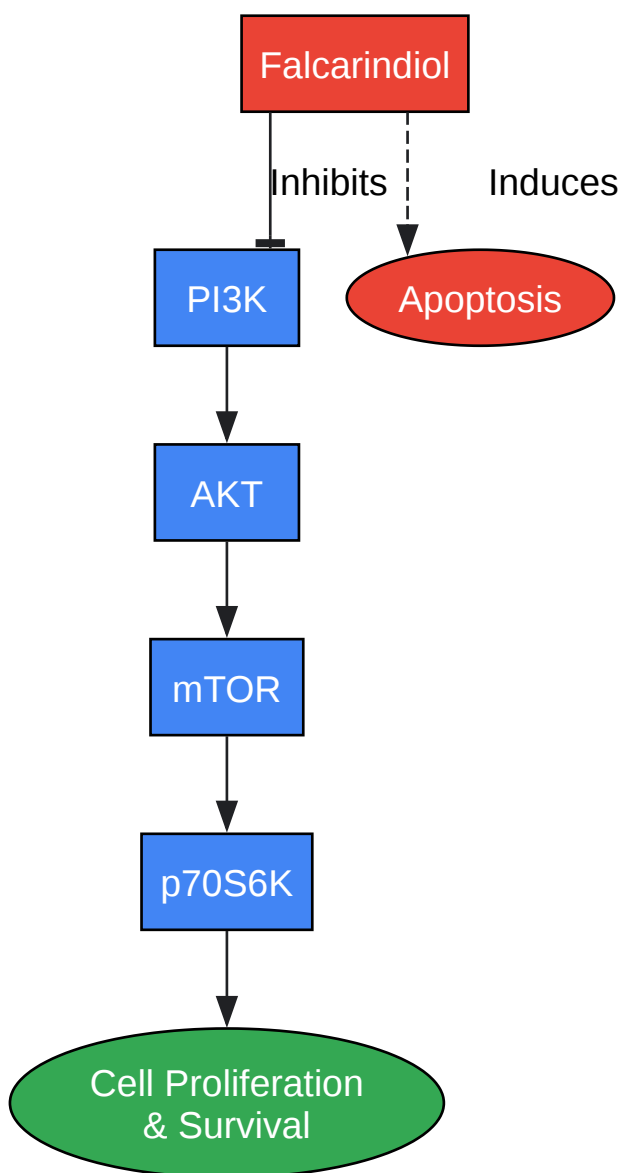 Falcarindiol
Inhibits
Induces
PI3K
Apoptosis
AKT
mTOR
p70S6K
Cell Proliferation
& Survival